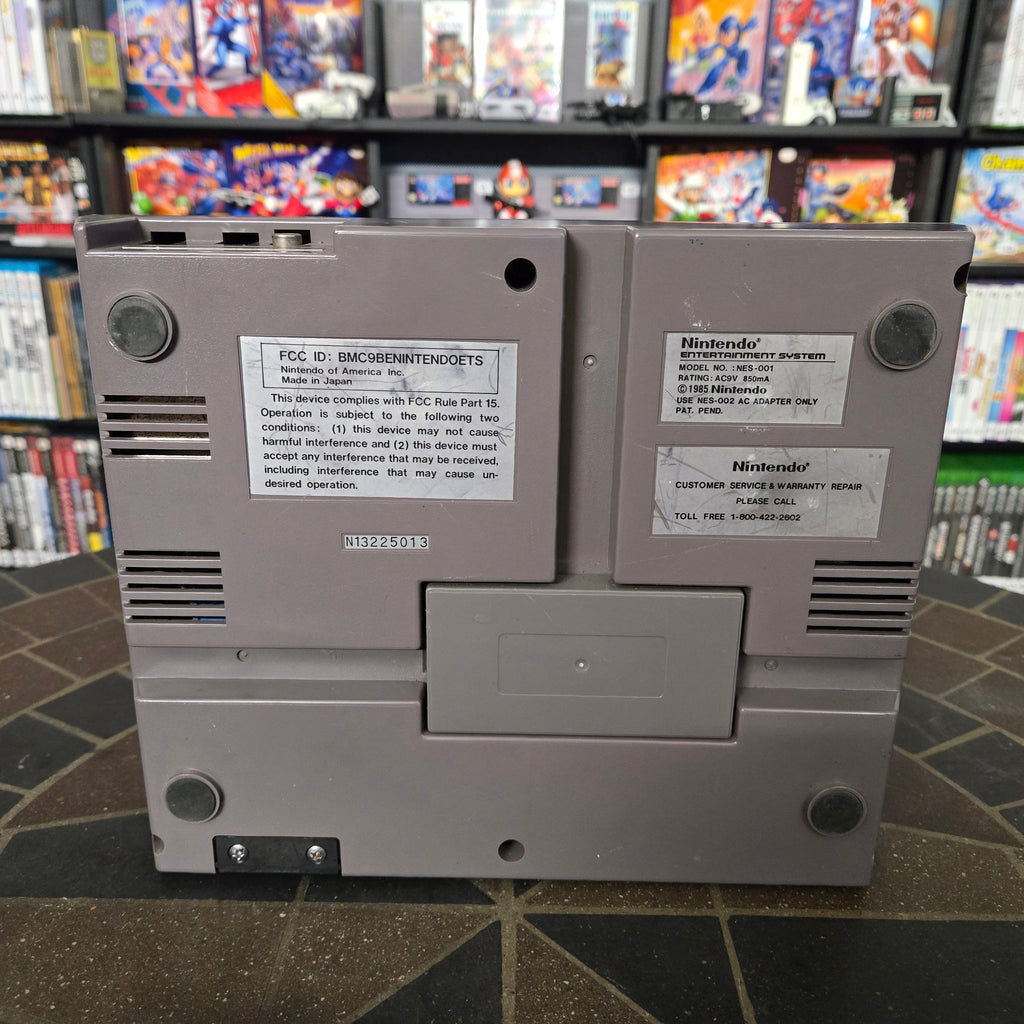 FCC ID: BMC9BENINTENDOETS
Nintendo of America Inc.
Made in Japan
This device complies with FCC Rule Part 15.
Operation is subject to the following two
conditions: (1) this device may not cause
harmful interference and (2) this device must
accept any interference that may be received,
including interference that may cause un-
desired operation.
N13225013
Nintendo®
ENTERTAINMENT SYSTEM
MODEL NO. : NES-001
RATING: AC9V 850mA
©1985 Nintendo
USE NES-002 AC ADAPTER ONLY
PAT. PEND.
Nintendo®
CUSTOMER SERVICE & WARRANTY REPAIR
PLEASE CALL
TOLL FREE 1-800-422-2602